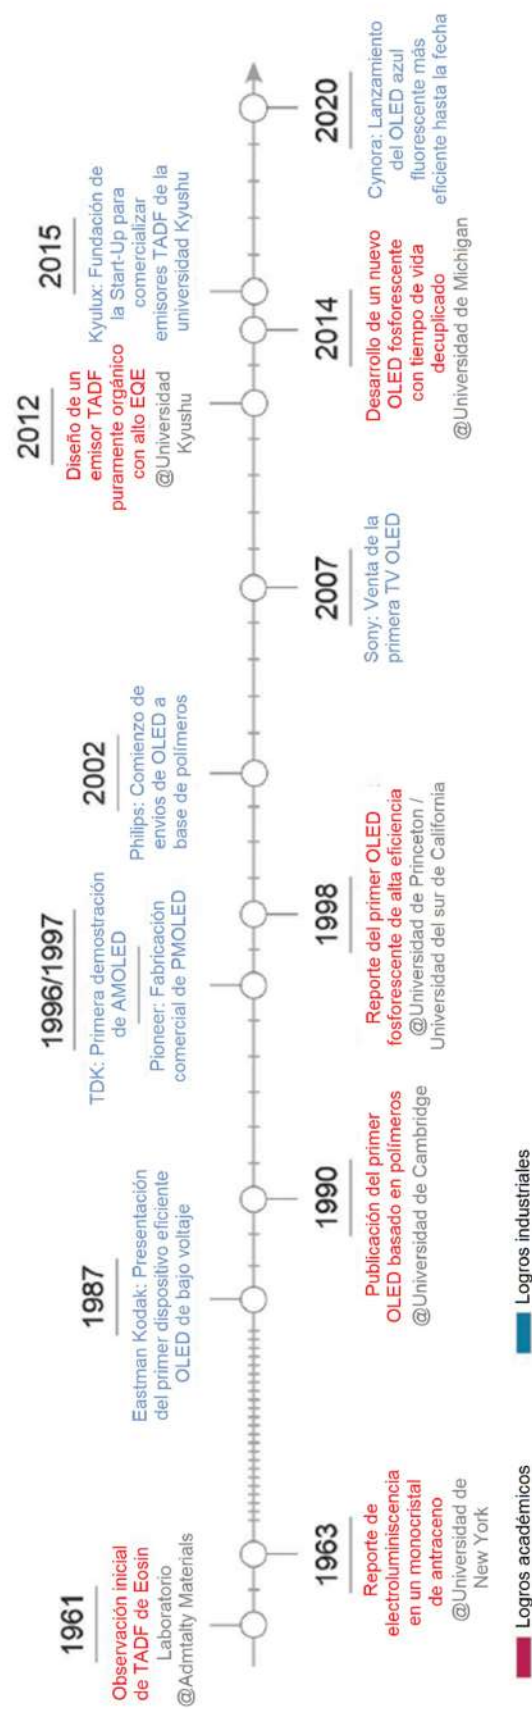 1961
Observación inicial
de TADF de Eosin
Laboratorio
@Admtalty Materials
1963
Reporte de
electroluminiscencia
en un monocristal
de antraceno
@Universidad de
New York
1987
Eastman Kodak: Presentación
del primer dispositivo eficiente
OLED de bajo voltaje
1990
Publicación del primer
OLED basado en polímeros
@Universidad de Cambridge
1996/1997
TDK: Primera demostración
de AMOLED
Pioneer: Fabricación
comercial de PMOLED
1998
Reporte del primer OLED
fosforescente de alta eficiencia
@Universidad de Princeton /
Universidad del sur de California
2002
Philips: Comienzo de
envios de OLED a
base de polímeros
2007
Sony: Venta de la
primera TV OLED
2012
Diseño de un
emisor TADF
puramente orgánico
con alto EQE
@Universidad
Kyushu
2014
Desarrollo de un nuevo
OLED fosforescente
con tiempo de vida
decuplicado
@Universidad de Michigan
2015
Kyulux: Fundación de
la Start-Up para
comercializar
emisores TADF de la
universidad Kyushu
2020
Cynora: Lanzamiento
del OLED azul
fluorescente más
eficiente hasta la fecha
Logros académicos
Logros industriales